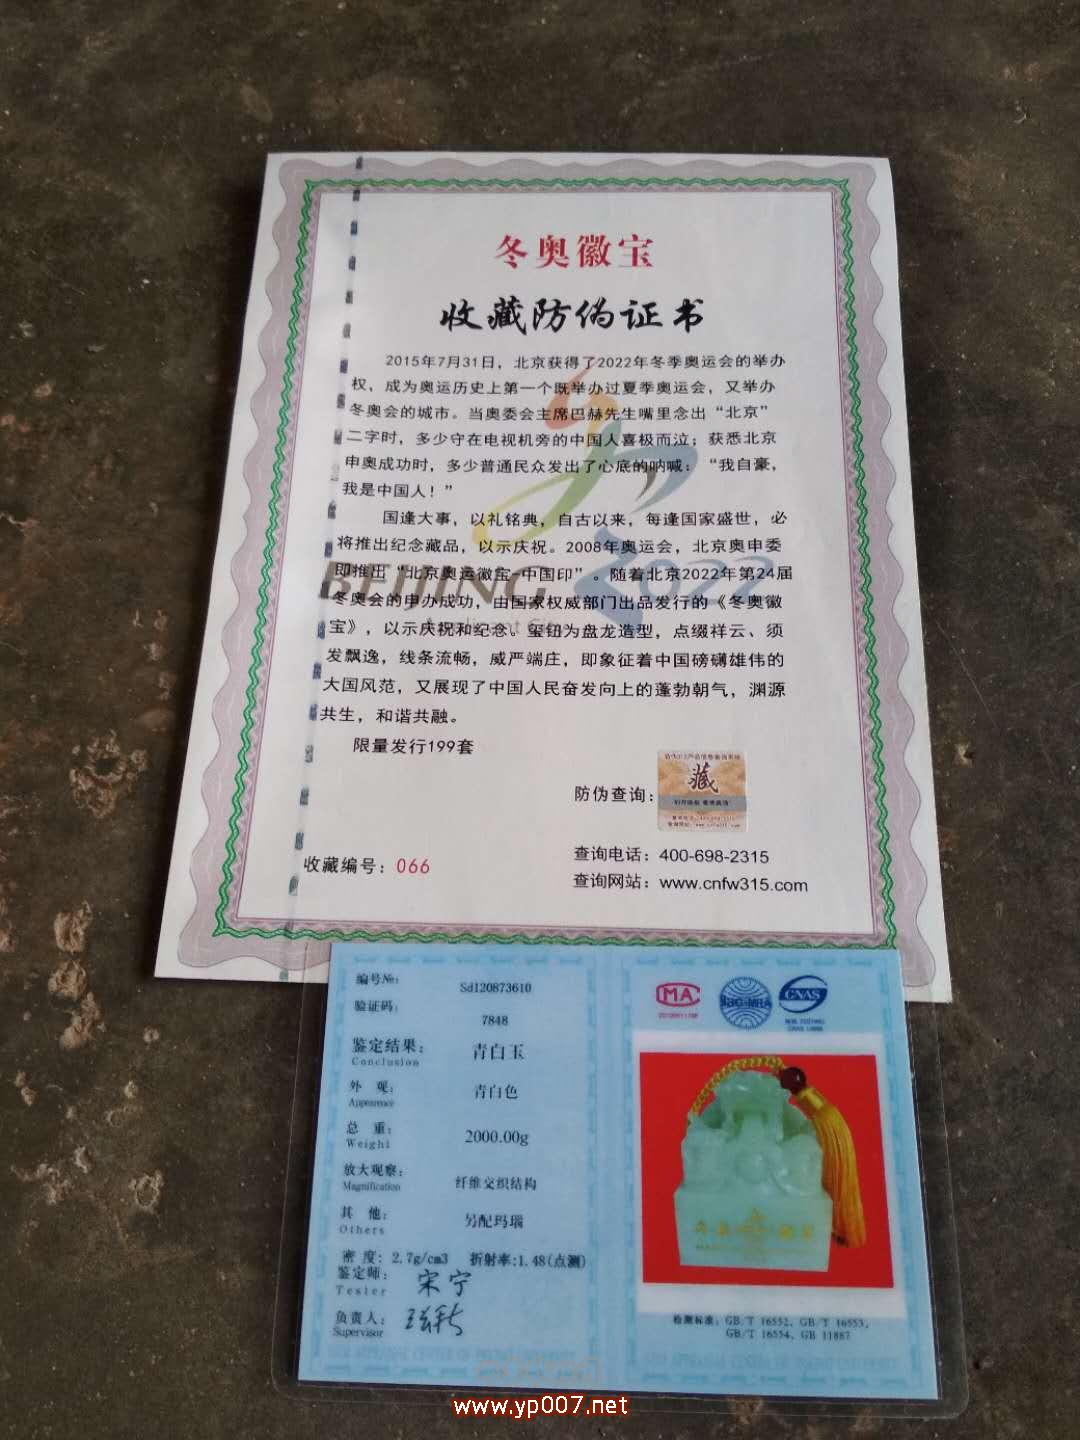 冬奥徽宝
收藏防伪证书
2015年7月31日，北京获得了2022年冬季奥运会的举办
权，成为奥运历史上第一个既举办过夏季奥运会，又举办
冬奥会的城市。当奥委会主席巴赫先生嘴里念出“北京”
二字时，多少守在电视机旁的中国人喜极而泣；获悉北京
申奥成功时，多少普通民众发出了心底的呐喊：“我自豪，
我是中国人！”
国逢大事，以礼铭典，自古以来，每逢国家盛世，必
将推出纪念藏品，以示庆祝。2008年奥运会，北京奥申委
即推出“北京奥运徽宝-中国印”。随着北京2022年第24届
冬奥会的申办成功，由国家权威部门出品发行的《冬奥徽
宝》，以示庆祝和纪念。玺钮为盘龙造型，点缀祥云、须
发飘逸，线条流畅，威严端庄，即象征着中国磅礴雄伟的
大国风范，又展现了中国人民奋发向上的蓬勃朝气，渊源
共生，和谐共融。
限量发行199套
BEIJING 2022
防伪查询：
藏
收藏编号：066
查询电话：400-698-2315
查询网站：www.cnfw315.com
编号№: Sd120873610
验证码: 7848
鉴定结果: 青白玉
Conclusion
外 观: 青白色
Appearence
总 重: 2000.00g
Weight
放大观察: 纤维交织结构
Magnification
其 他: 另配玛瑙
Others
密 度: 2.7g/cm3 折射率:1.48(点测)
鉴定师: 宋宁
Tester
负责人:
Supervisor
MA
ilac-MRA
CNAS
检测标准: GB/T 16552、GB/T 16553、
GB/T 16554、GB 11887
www.yp007.net